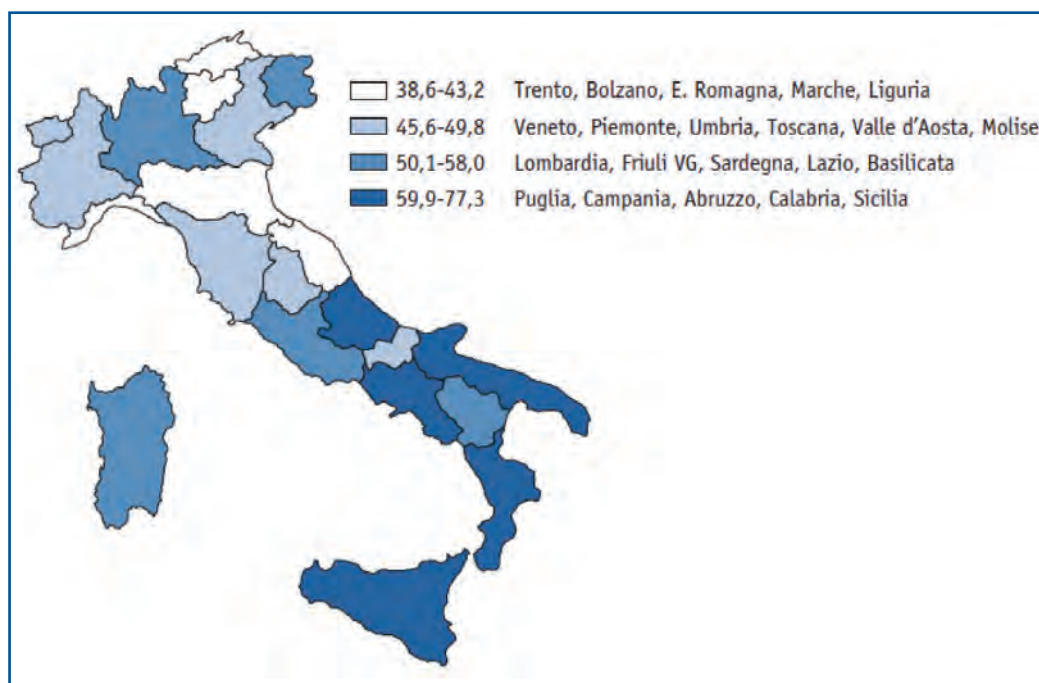 38,6-43,2 Trento, Bolzano, E. Romagna, Marche, Liguria
45,6-49,8 Veneto, Piemonte, Umbria, Toscana, Valle d'Aosta, Molise
50,1-58,0 Lombardia, Friuli VG, Sardegna, Lazio, Basilicata
59,9-77,3 Puglia, Campania, Abruzzo, Calabria, Sicilia